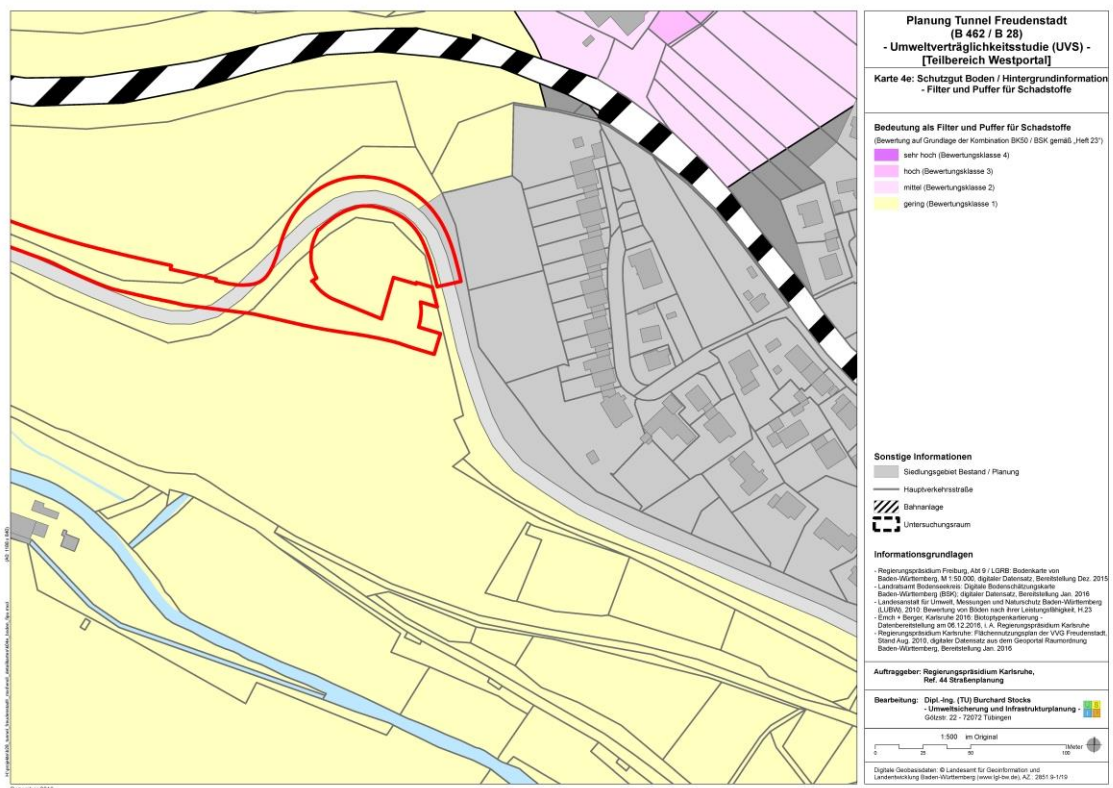 Planung Tunnel Freudenstadt
(B 462 / B 28)
- Umweltverträglichkeitsstudie (UVS) -
[Teilbereich Westportal]
Karte 4e: Schutzgut Boden / Hintergrundinformation
- Filter und Puffer für Schadstoffe
Bedeutung als Filter und Puffer für Schadstoffe
(Bewertung auf Grundlage der Kombination BK50 / BSK gemäß „Heft 23“)
sehr hoch (Bewertungsklasse 4)
hoch (Bewertungsklasse 3)
mittel (Bewertungsklasse 2)
gering (Bewertungsklasse 1)
Sonstige Informationen
Siedlungsgebiet Bestand / Planung
Hauptverkehrsstraße
Bahnanlage
Untersuchungsraum
Informationsgrundlagen
- Regierungspräsidium Freiburg, Abt 9 / LGRB: Bodenkarte von
Baden-Württemberg, M 1:50.000, digitaler Datensatz, Bereitstellung Dez. 2015
- Landratsamt Bodenseekreis: Digitale Bodenschätzungskarte
Baden-Württemberg (BSK); digitaler Datensatz, Bereitstellung Jan. 2016
- Landesanstalt für Umwelt, Messungen und Naturschutz Baden-Württemberg
(LUBW), 2010: Bewertung von Böden nach ihrer Leistungsfähigkeit, H.23
- Emch + Berger, Karlsruhe 2016: Biotoptypenkartierung -
Datenbereitstellung am 06.12.2016, i. A. Regierungspräsidium Karlsruhe
- Regierungspräsidium Karlsruhe: Flächennutzungsplan der VVG Freudenstadt,
Stand Aug. 2010, digitaler Datensatz aus dem Geoportal Raumordnung
Baden-Württemberg, Bereitstellung Jan. 2016
Auftraggeber: Regierungspräsidium Karlsruhe,
Ref. 44 Straßenplanung
Bearbeitung: Dipl.-Ing. (TU) Burchard Stocks
- Umweltsicherung und Infrastrukturplanung -
Gölzstr. 22 - 72072 Tübingen
1:500 im Original
0 25 50 100 Meter
Digitale Geobasisdaten: © Landesamt für Geoinformation und
Landentwicklung Baden-Württemberg (www.lgl-bw.de), AZ.: 2851.9-1/19